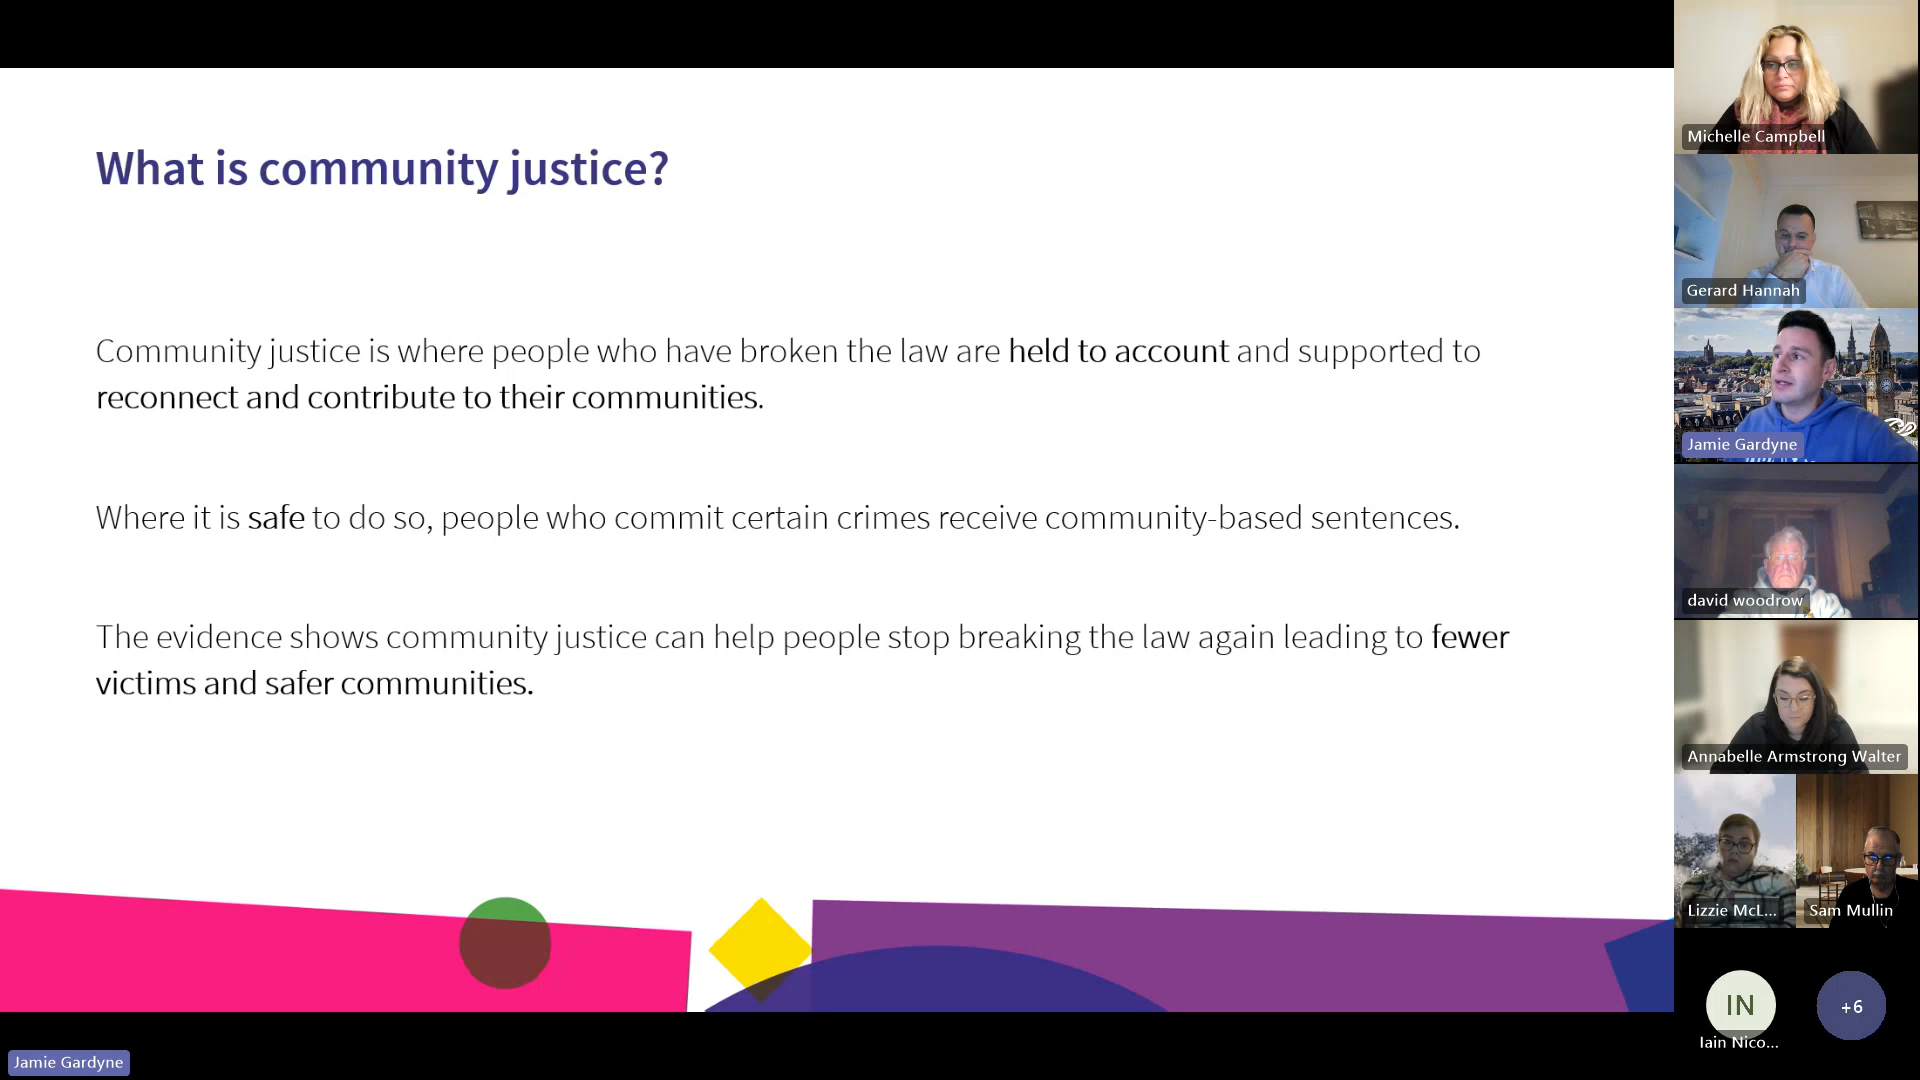 What is community justice?
Community justice is where people who have broken the law are held to account and supported to
reconnect and contribute to their communities.
Where it is safe to do so, people who commit certain crimes receive community-based sentences.
The evidence shows community justice can help people stop breaking the law again leading to fewer
victims and safer communities.
Jamie Gardyne
Michelle Campbell
Gerard Hannah
Jamie Gardyne
david woodrow
Annabelle Armstrong Walter
Lizzie McL...
Sam Mullin
IN
+6
Iain Nico...